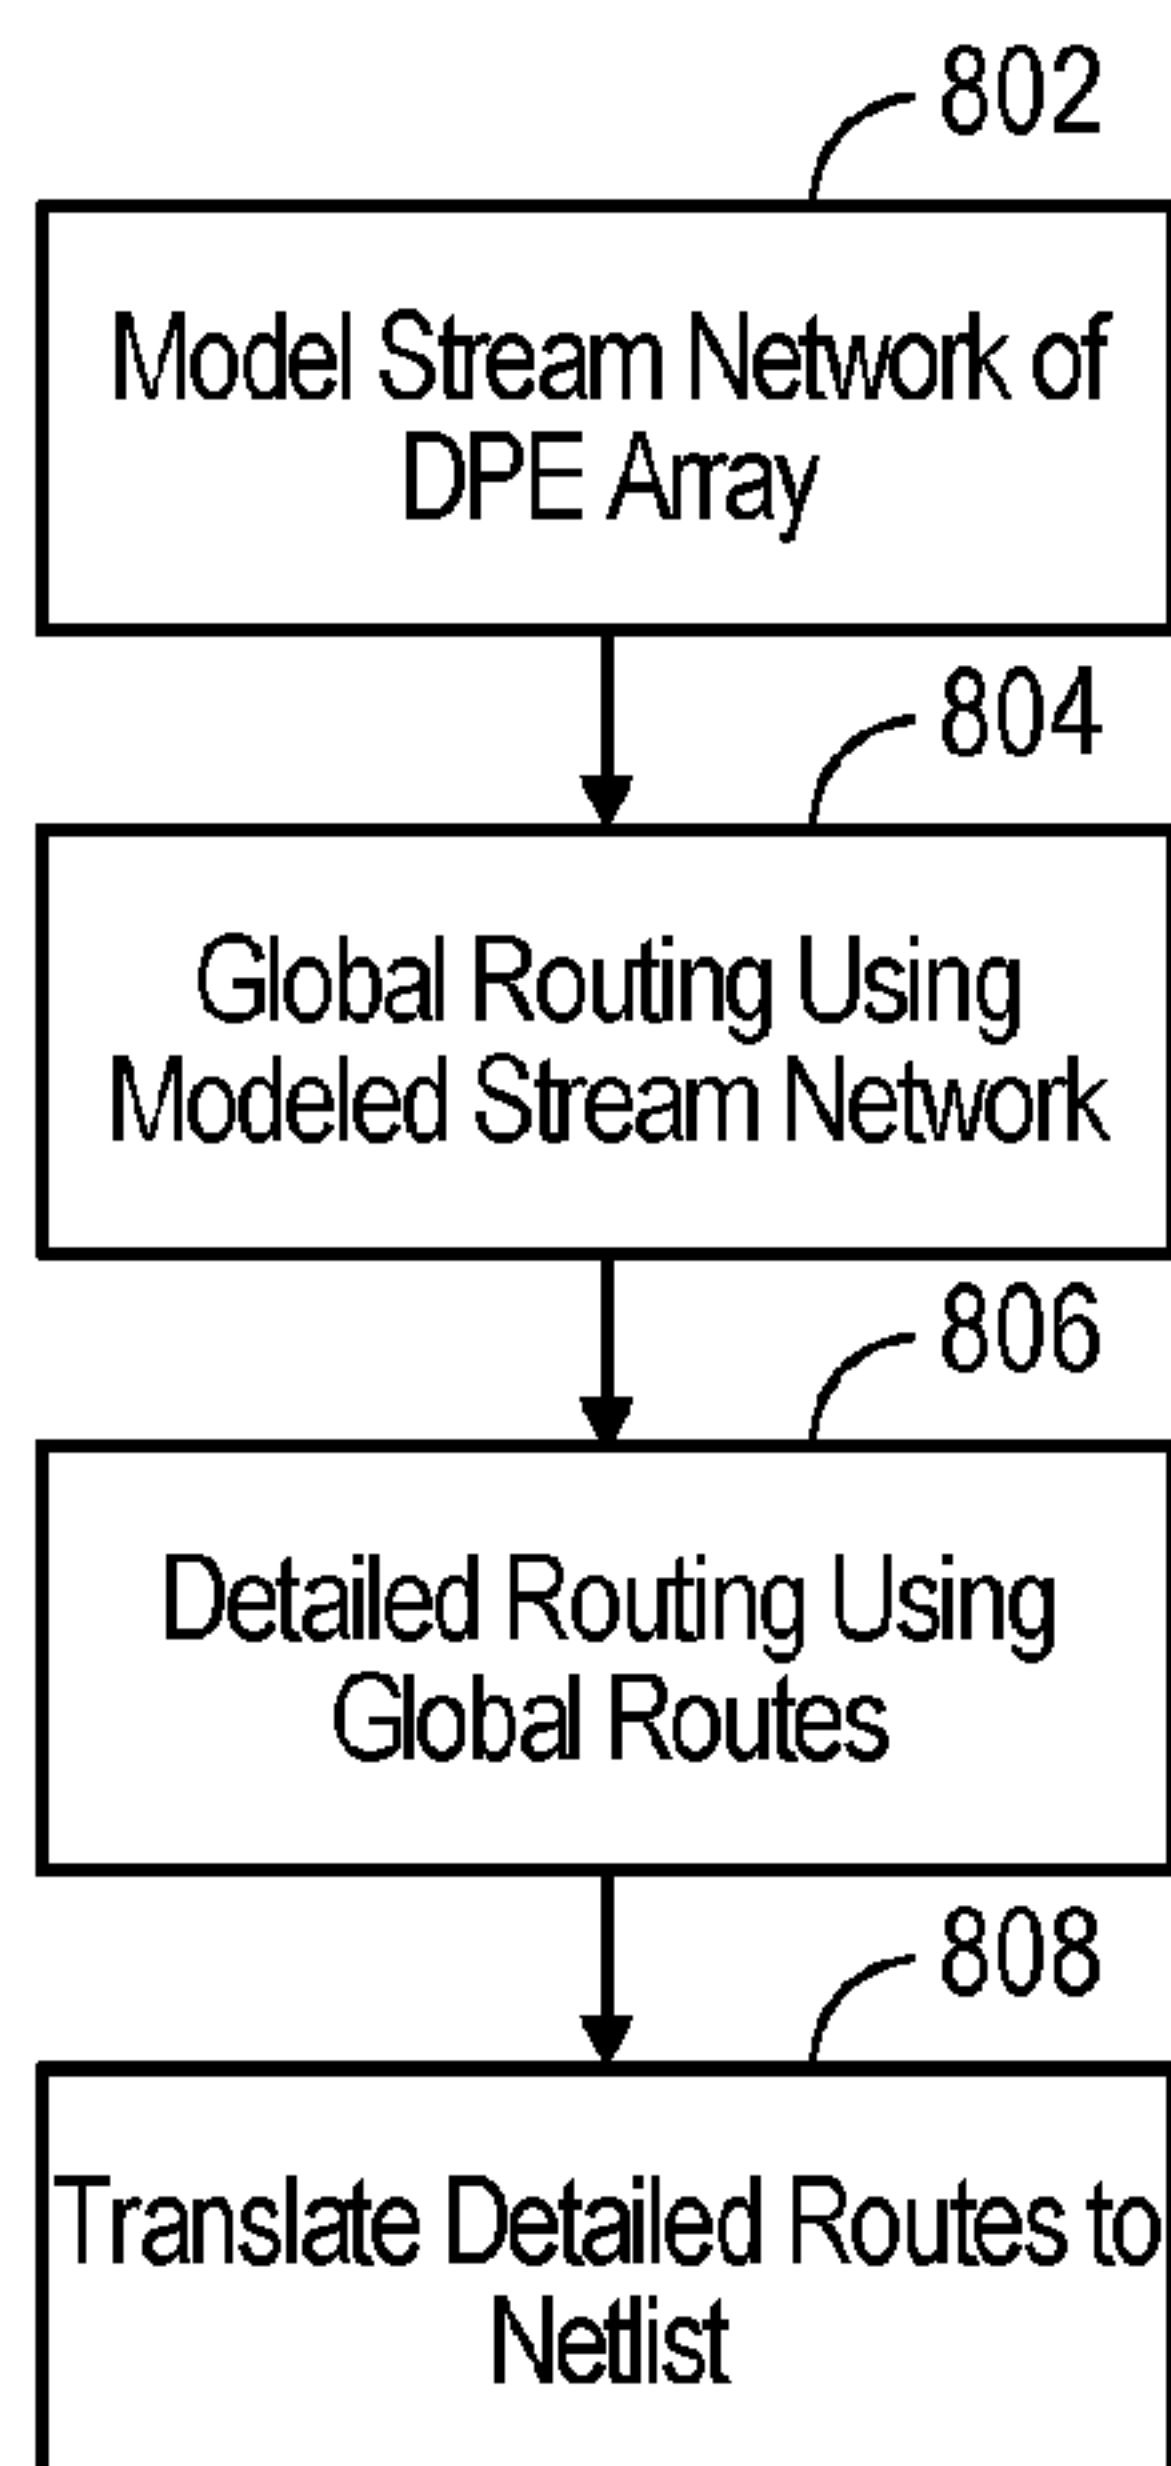 802
Model Stream Network of
DPE Array
804
Global Routing Using
Modeled Stream Network
806
Detailed Routing Using
Global Routes
808
Translate Detailed Routes to
Netlist